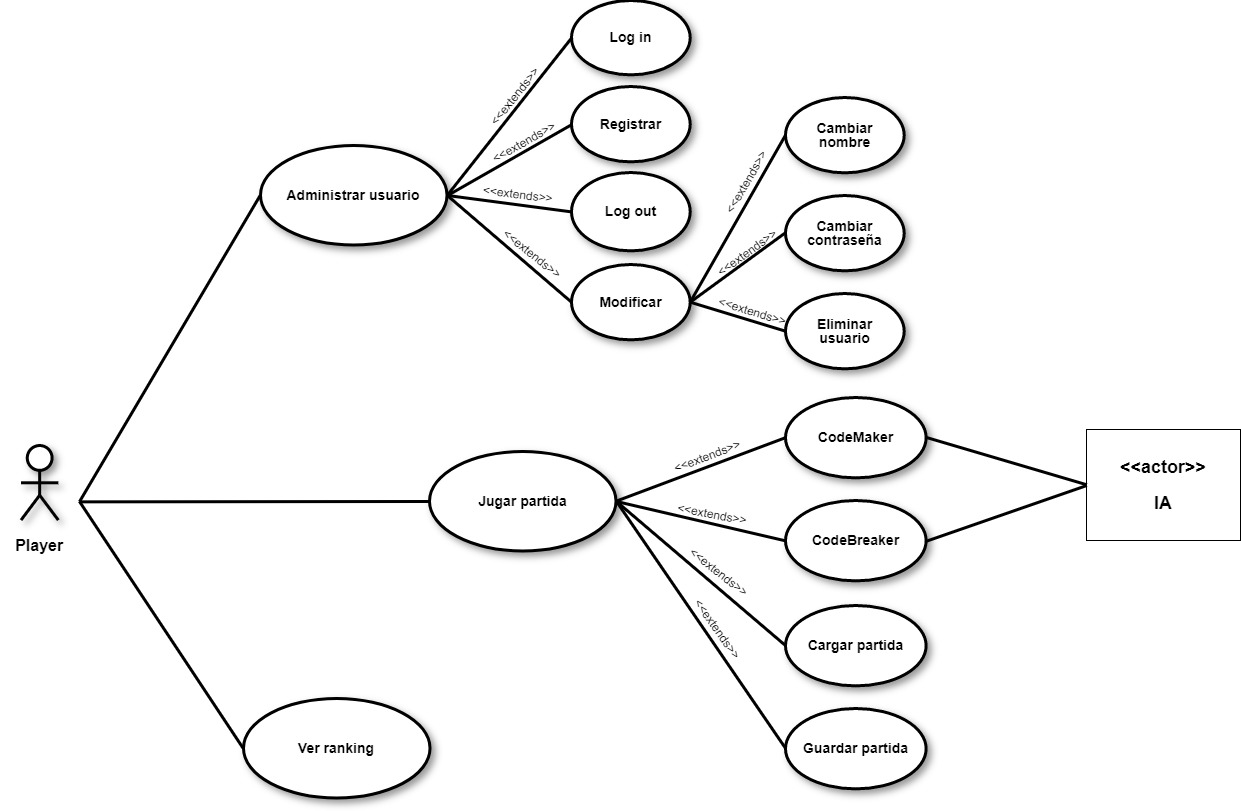 Log in
<<extends>>
Registrar
<<extends>>
Cambiar
nombre
<<extends>>
Administrar usuario
<<extends>>
Log out
Cambiar
contraseña
<<extends>>
<<extends>>
Modificar
<<extends>>
Eliminar
usuario
CodeMaker
<<extends>>
<<actor>>
IA
Jugar partida
<<extends>>
CodeBreaker
Player
<<extends>>
<<extends>>
Cargar partida
Ver ranking
Guardar partida